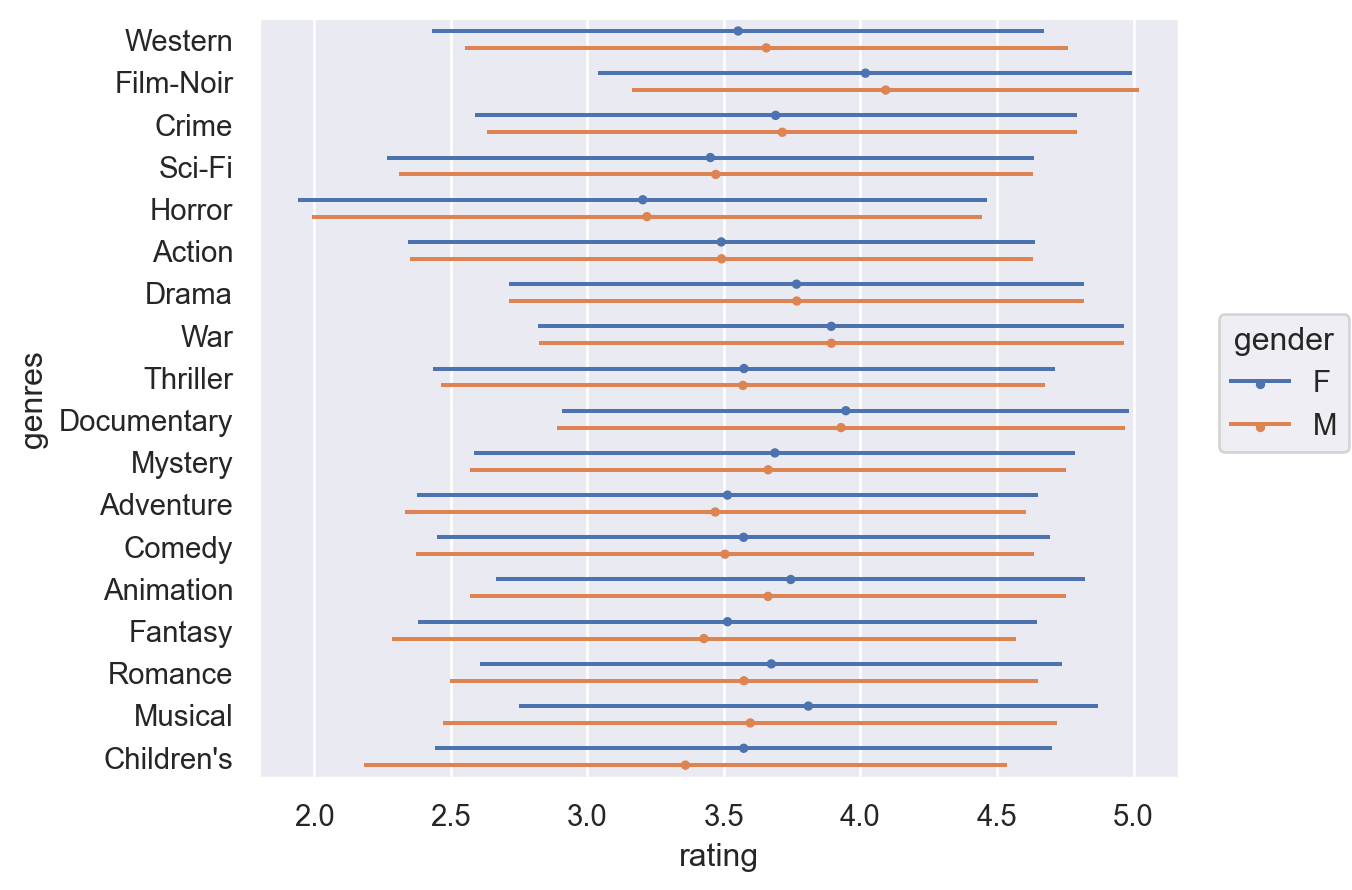 Western
Film-Noir
Crime
Sci-Fi
Horror
Action
Drama
War
Thriller
Documentary
Mystery
Adventure
Comedy
Animation
Fantasy
Romance
Musical
Children's
genres
2.0 2.5 3.0 3.5 4.0 4.5 5.0
rating
gender
F
M